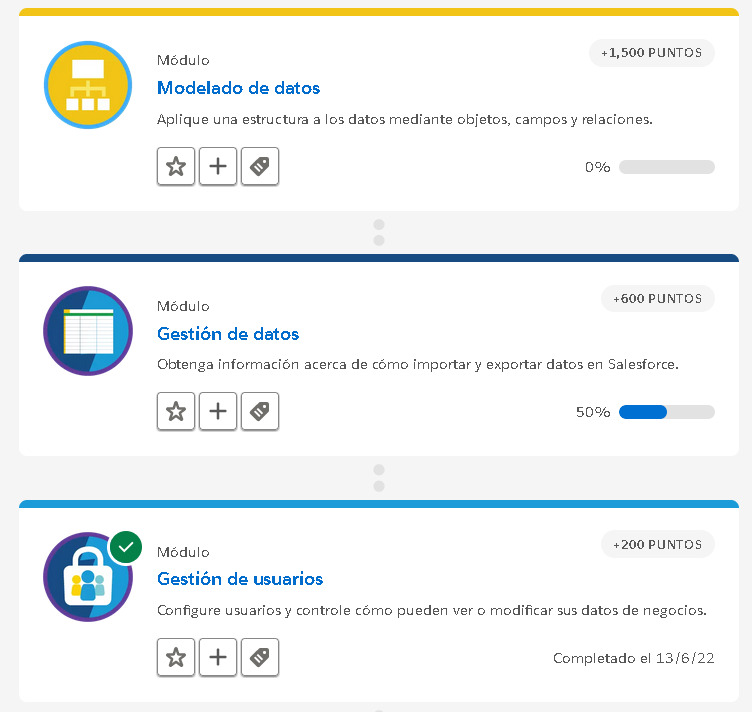 +1,500 PUNTOS
Módulo
Modelado de datos
Aplique una estructura a los datos mediante objetos, campos y relaciones.
0%
+600 PUNTOS
Módulo
Gestión de datos
Obtenga información acerca de cómo importar y exportar datos en Salesforce.
50%
+200 PUNTOS
Módulo
Gestión de usuarios
Configure usuarios y controle cómo pueden ver o modificar sus datos de negocios.
Completado el 13/6/22